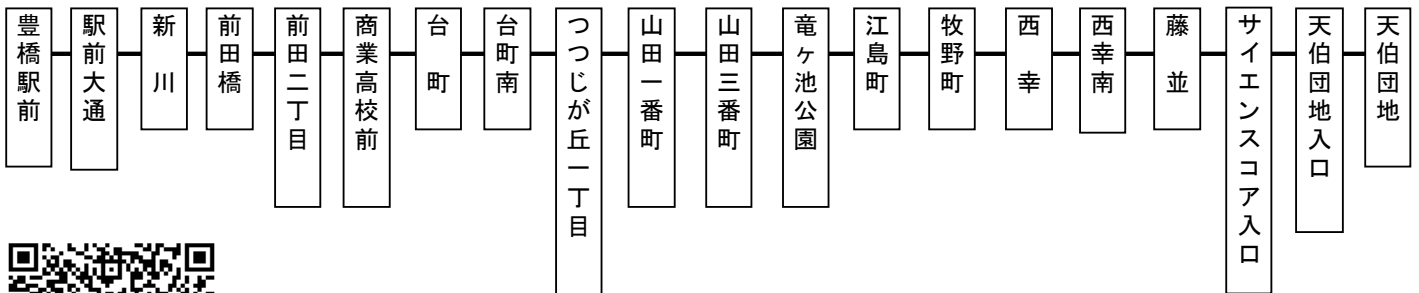 豊橋駅前
駅前大通
新川
前田橋
前田二丁目
商業高校前
台町
台町南
つつじが丘一丁目
山田一番町
山田三番町
竜ヶ池公園
江島町
牧野町
西幸
西幸南
藤並
サイエンスコア入口
天伯団地入口
天伯団地